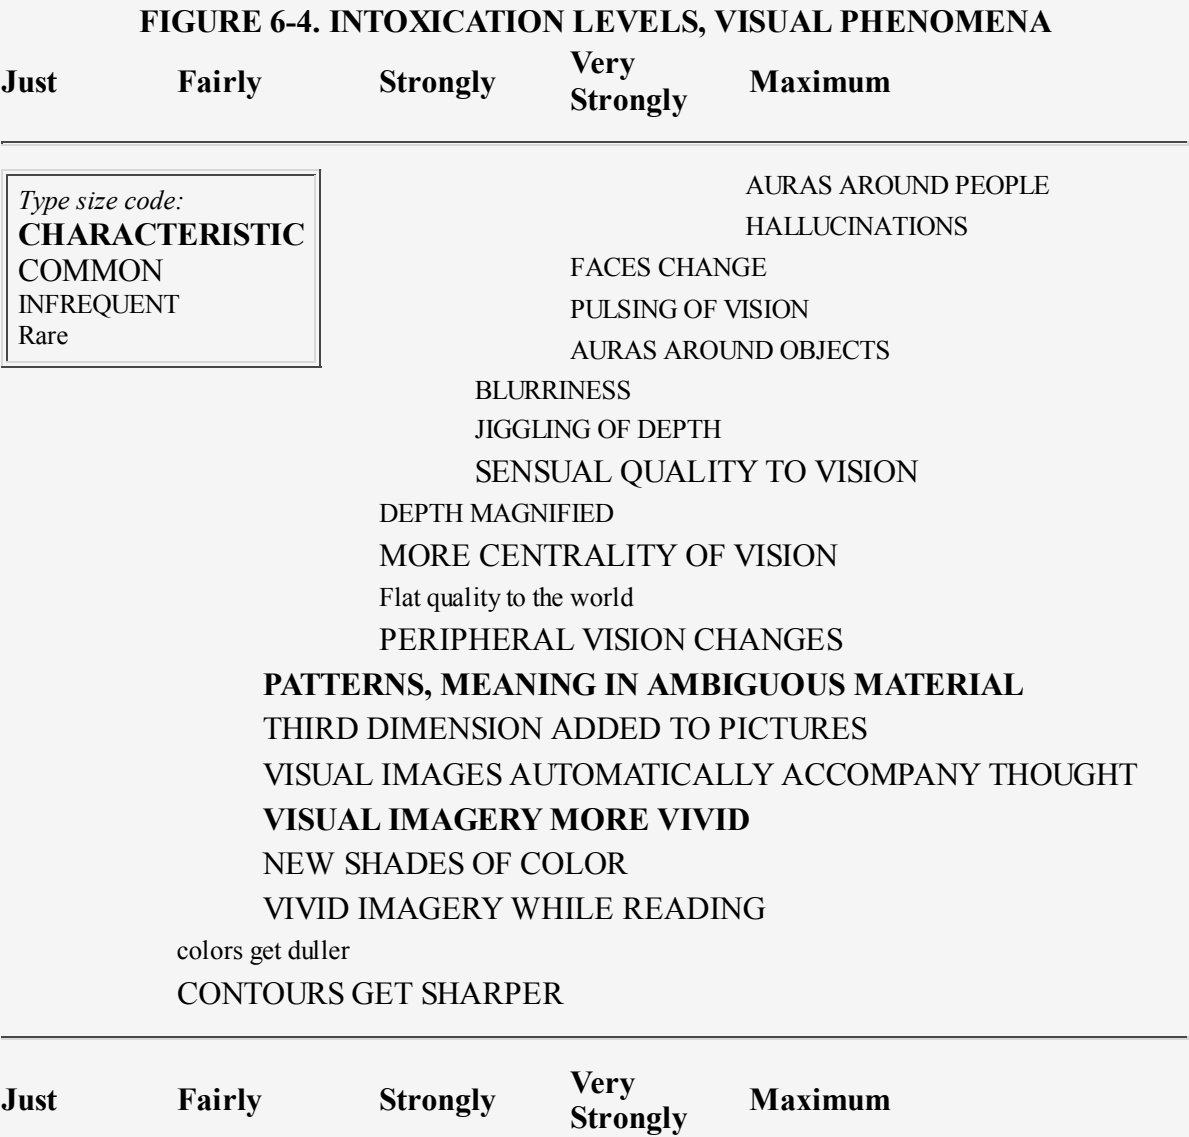 FIGURE 6-4. INTOXICATION LEVELS, VISUAL PHENOMENA
Just Fairly Strongly Very Strongly Maximum
Type size code:
CHARACTERISTIC
COMMON
INFREQUENT
Rare
AURAS AROUND PEOPLE
HALLUCINATIONS
FACES CHANGE
PULSING OF VISION
AURAS AROUND OBJECTS
BLURRINESS
JIGGLING OF DEPTH
SENSUAL QUALITY TO VISION
DEPTH MAGNIFIED
MORE CENTRALITY OF VISION
Flat quality to the world
PERIPHERAL VISION CHANGES
PATTERNS, MEANING IN AMBIGUOUS MATERIAL
THIRD DIMENSION ADDED TO PICTURES
VISUAL IMAGES AUTOMATICALLY ACCOMPANY THOUGHT
VISUAL IMAGERY MORE VIVID
NEW SHADES OF COLOR
VIVID IMAGERY WHILE READING
colors get duller
CONTOURS GET SHARPER
Just Fairly Strongly Very Strongly Maximum